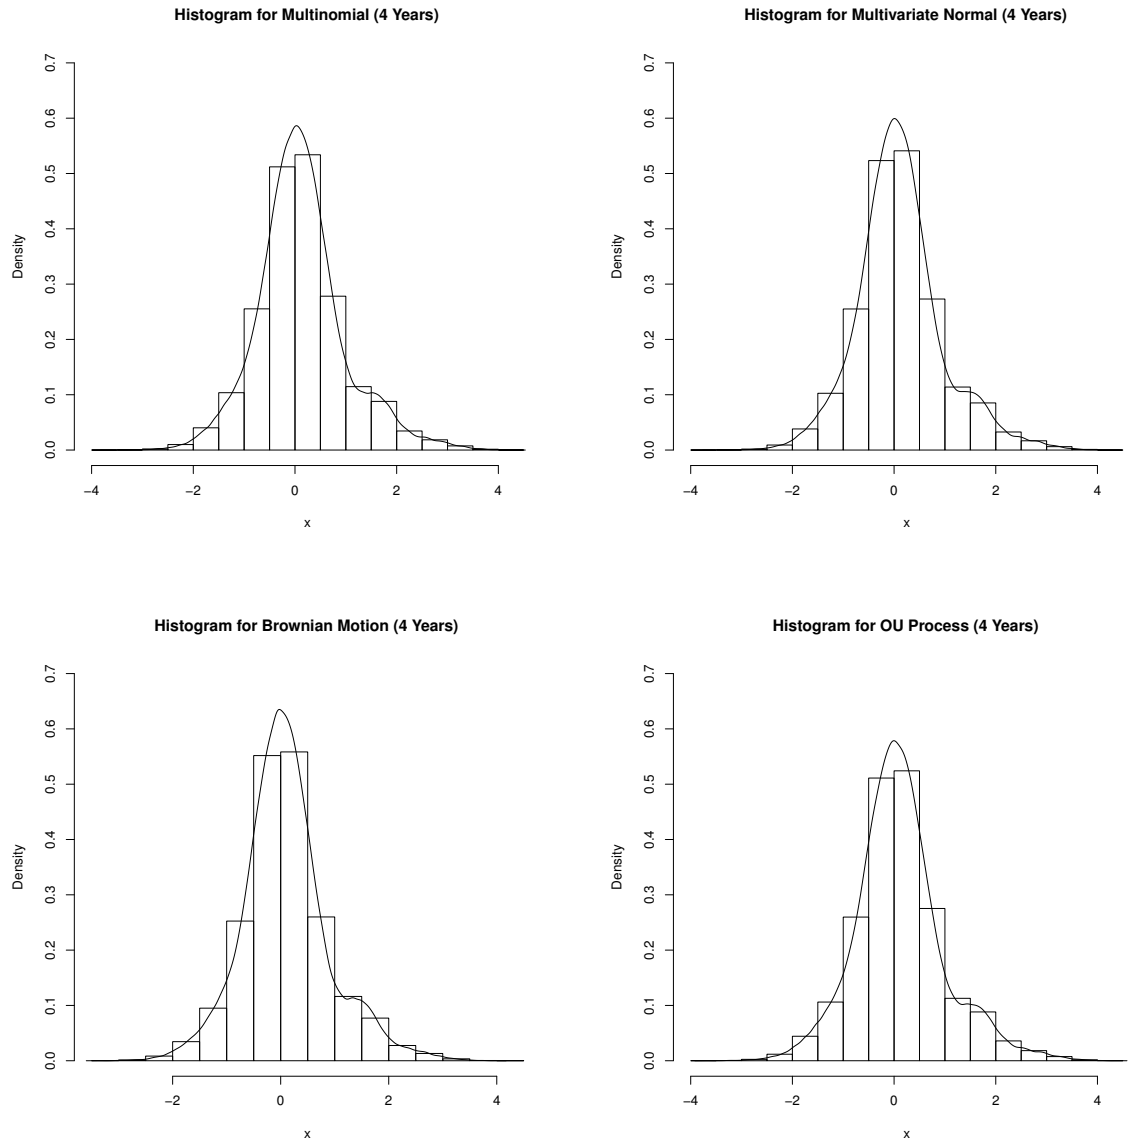 Histogram for Multinomial (4 Years)
Density
0.0 0.1 0.2 0.3 0.4 0.5 0.6 0.7
−4 −2 0 2 4
x
Histogram for Multivariate Normal (4 Years)
Density
0.0 0.1 0.2 0.3 0.4 0.5 0.6 0.7
−4 −2 0 2 4
x
Histogram for Brownian Motion (4 Years)
Density
0.0 0.1 0.2 0.3 0.4 0.5 0.6 0.7
−2 0 2 4
x
Histogram for OU Process (4 Years)
Density
0.0 0.1 0.2 0.3 0.4 0.5 0.6 0.7
−4 −2 0 2 4
x